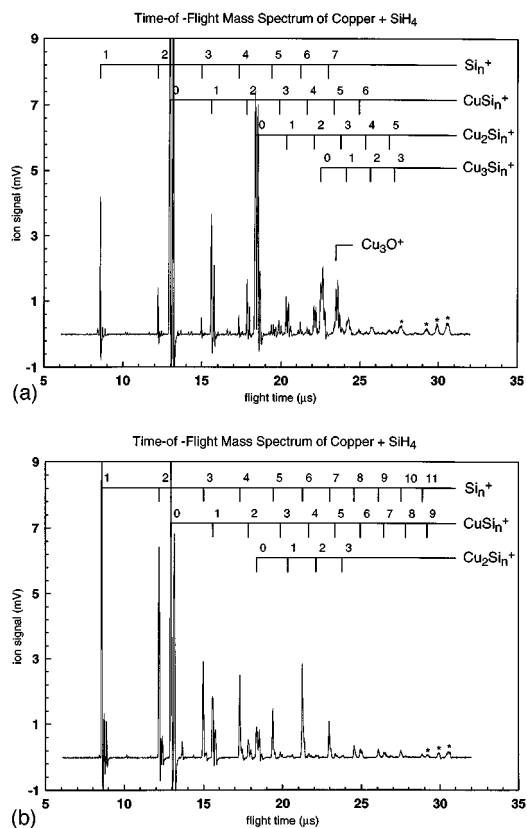 Time-of -Flight Mass Spectrum of Copper + SiH4
9
1 2 3 4 5 6 7
Sin+
0 1 2 3 4 5 6
CuSin+
7
0 1 2 3 4 5
Cu2Sin+
0 1 2 3
Cu3Sin+
5
ion signal (mV)
3
Cu3O+
1
* * * *
-1
5 10 15 20 25 30 35
(a)
flight time (µs)
Time-of -Flight Mass Spectrum of Copper + SiH4
9
1 2 3 4 5 6 7 8 9 10 11
Sin+
0 1 2 3 4 5 6 7 8 9
CuSin+
7
0 1 2 3
Cu2Sin+
5
ion signal (mV)
3
1
* * *
-1
5 10 15 20 25 30 35
(b)
flight time (µs)